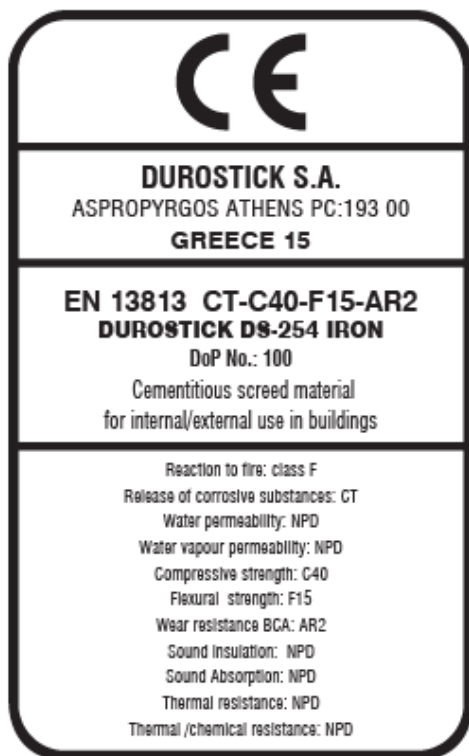 CE
DUROSTICK S.A.
ASPROPYRGOS ATHENS PC:193 00
GREECE 15
EN 13813 CT-C40-F15-AR2
DUROSTICK DS-254 IRON
DoP No.: 100
Cementitious screed material
for internal/external use in buildings
Reaction to fire: class F
Release of corrosive substances: CT
Water permeability: NPD
Water vapour permeability: NPD
Compressive strength: C40
Flexural strength: F15
Wear resistance BCA: AR2
Sound insulation: NPD
Sound Absorption: NPD
Thermal resistance: NPD
Thermal /chemical resistance: NPD